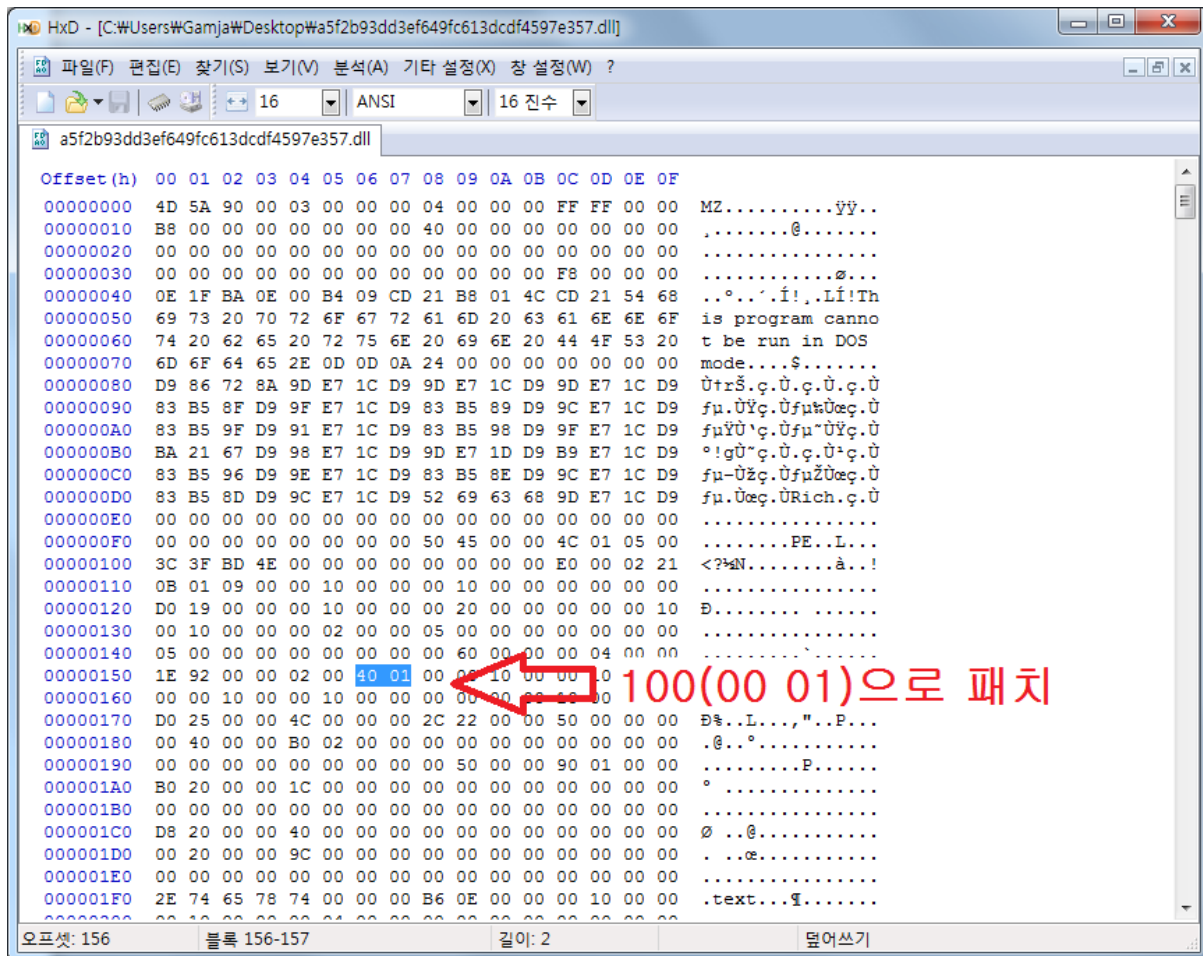 HxD - [C:₩Users₩Gamja₩Desktop₩a5f2b93dd3ef649fc613dcdf4597e357.dll]
파일(F) 편집(E) 찾기(S) 보기(V) 분석(A) 기타 설정(X) 창 설정(W) ?
16 ANSI 16 진수
a5f2b93dd3ef649fc613dcdf4597e357.dll
Offset(h) 00 01 02 03 04 05 06 07 08 09 0A 0B 0C 0D 0E 0F
00000000 4D 5A 90 00 03 00 00 00 04 00 00 00 FF FF 00 00 MZ..........ÿÿ..
00000010 B8 00 00 00 00 00 00 00 40 00 00 00 00 00 00 00 ¸.......@.......
00000020 00 00 00 00 00 00 00 00 00 00 00 00 00 00 00 00 ................
00000030 00 00 00 00 00 00 00 00 00 00 00 00 F8 00 00 00 ............ø...
00000040 0E 1F BA 0E 00 B4 09 CD 21 B8 01 4C CD 21 54 68 ..º..´.Í!¸.LÍ!Th
00000050 69 73 20 70 72 6F 67 72 61 6D 20 63 61 6E 6E 6F is program canno
00000060 74 20 62 65 20 72 75 6E 20 69 6E 20 44 4F 53 20 t be run in DOS
00000070 6D 6F 64 65 2E 0D 0D 0A 24 00 00 00 00 00 00 00 mode....$.......
00000080 D9 86 72 8A 9D E7 1C D9 9D E7 1C D9 9D E7 1C D9 Ù†rŠ.ç.Ù.ç.Ù.ç.Ù
00000090 83 B5 8F D9 9F E7 1C D9 83 B5 89 D9 9C E7 1C D9 ƒµ.ÙŸç.Ùƒµ‰Ùœç.Ù
000000A0 83 B5 9F D9 91 E7 1C D9 83 B5 98 D9 9F E7 1C D9 ƒµŸÙ‘ç.Ùƒµ˜ÙŸç.Ù
000000B0 BA 21 67 D9 98 E7 1C D9 9D E7 1D D9 B9 E7 1C D9 º!gÙ˜ç.Ù.ç.Ù¹ç.Ù
000000C0 83 B5 96 D9 9E E7 1C D9 83 B5 8E D9 9C E7 1C D9 ƒµ–Ùžç.ÙƒµŽÙœç.Ù
000000D0 83 B5 8D D9 9C E7 1C D9 52 69 63 68 9D E7 1C D9 ƒµ.Ùœç.ÙRich.ç.Ù
000000E0 00 00 00 00 00 00 00 00 00 00 00 00 00 00 00 00 ................
000000F0 00 00 00 00 00 00 00 00 50 45 00 00 4C 01 05 00 ........PE..L...
00000100 3C 3F BD 4E 00 00 00 00 00 00 00 00 E0 00 02 21 <?½N........à..!
00000110 0B 01 09 00 00 10 00 00 00 10 00 00 00 00 00 00 ................
00000120 D0 19 00 00 00 10 00 00 00 20 00 00 00 00 00 10 Ð........ ......
00000130 00 10 00 00 00 02 00 00 05 00 00 00 00 00 00 00 ................
00000140 05 00 00 00 00 00 00 00 00 60 00 00 00 04 00 00 .........`......
00000150 1E 92 00 00 02 00 40 01 00 10 00 10
100(00 01)으로 패치
00000160 00 00 10 00 00 10 00 00 00 00 00 00 10 00
00000170 D0 25 00 00 4C 00 00 00 2C 22 00 00 50 00 00 00 Ð%..L...,"..P...
00000180 00 40 00 00 B0 02 00 00 00 00 00 00 00 00 00 00 .@..°...........
00000190 00 00 00 00 00 00 00 00 00 50 00 00 90 01 00 00 .........P......
000001A0 B0 20 00 00 1C 00 00 00 00 00 00 00 00 00 00 00 ° ..............
000001B0 00 00 00 00 00 00 00 00 00 00 00 00 00 00 00 00 ................
000001C0 D8 20 00 00 40 00 00 00 00 00 00 00 00 00 00 00 Ø ..@...........
000001D0 00 20 00 00 9C 00 00 00 00 00 00 00 00 00 00 00 . ..œ...........
000001E0 00 00 00 00 00 00 00 00 00 00 00 00 00 00 00 00 ................
000001F0 2E 74 65 78 74 00 00 00 B6 0E 00 00 00 10 00 00 .text...¶.......
오프셋: 156 블록 156-157 길이: 2 덮어쓰기